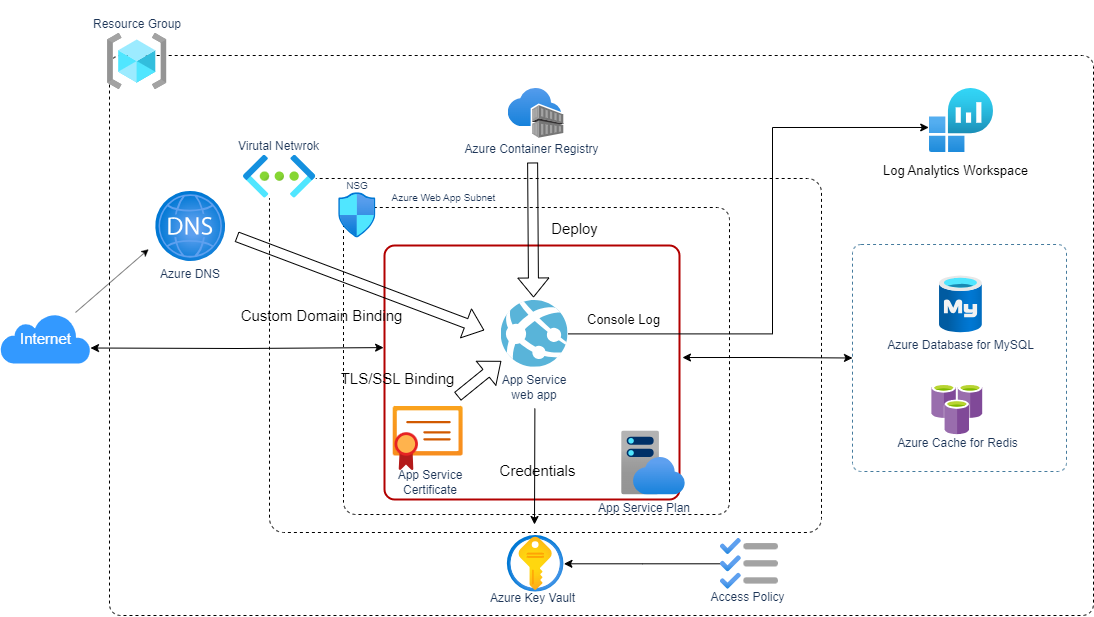 Resource Group
Azure Container Registry
Virutal Netwrok
Log Analytics Workspace
NSG
Azure Web App Subnet
DNS
Deploy
Azure DNS
Custom Domain Binding
Console Log
Internet
My
Azure Database for MySQL
TLS/SSL Binding
App Service
web app
Azure Cache for Redis
Credentials
App Service
Certificate
App Service Plan
Azure Key Vault
Access Policy